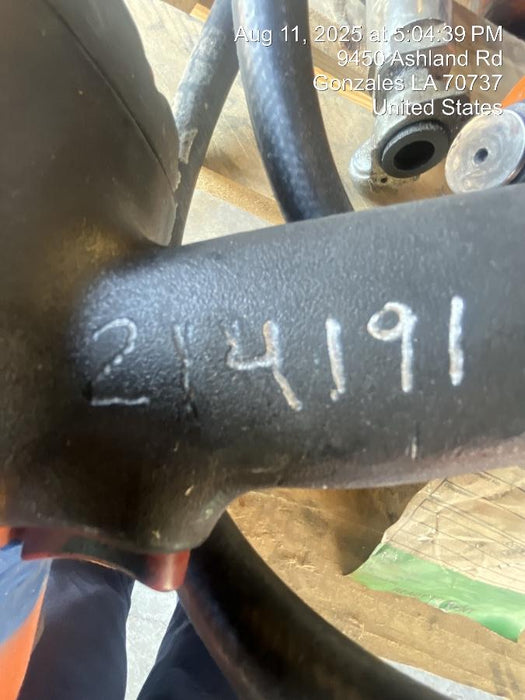 Aug 11, 2025 at 5:04:39 PM
9450 Ashland Rd
Gonzales LA 70737
United States
214191